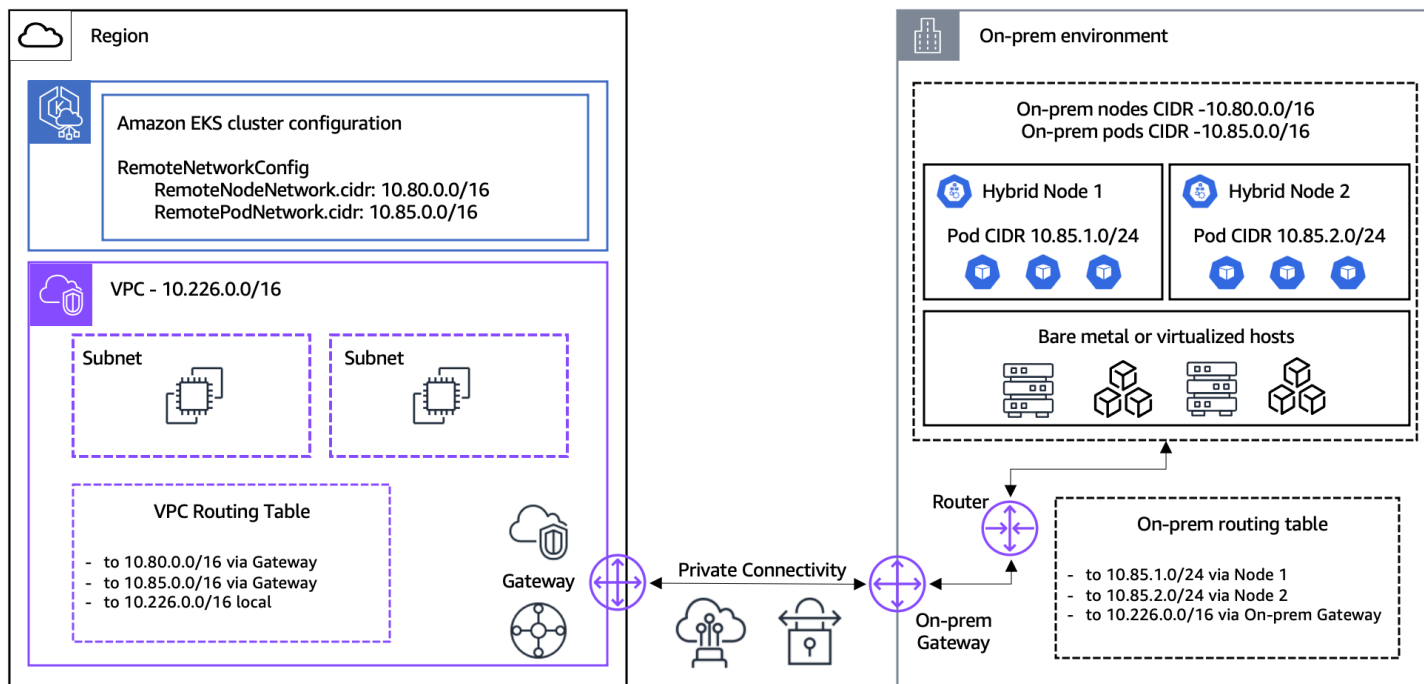 Region
Amazon EKS cluster configuration
RemoteNetworkConfig
RemoteNodeNetwork.cidr: 10.80.0.0/16
RemotePodNetwork.cidr: 10.85.0.0/16
VPC - 10.226.0.0/16
Subnet
Subnet
VPC Routing Table
- to 10.80.0.0/16 via Gateway
- to 10.85.0.0/16 via Gateway
- to 10.226.0.0/16 local
Gateway
Private Connectivity
On-prem environment
On-prem nodes CIDR -10.80.0.0/16
On-prem pods CIDR -10.85.0.0/16
Hybrid Node 1
Pod CIDR 10.85.1.0/24
Hybrid Node 2
Pod CIDR 10.85.2.0/24
Bare metal or virtualized hosts
Router
On-prem
Gateway
On-prem routing table
- to 10.85.1.0/24 via Node 1
- to 10.85.2.0/24 via Node 2
- to 10.226.0.0/16 via On-prem Gateway